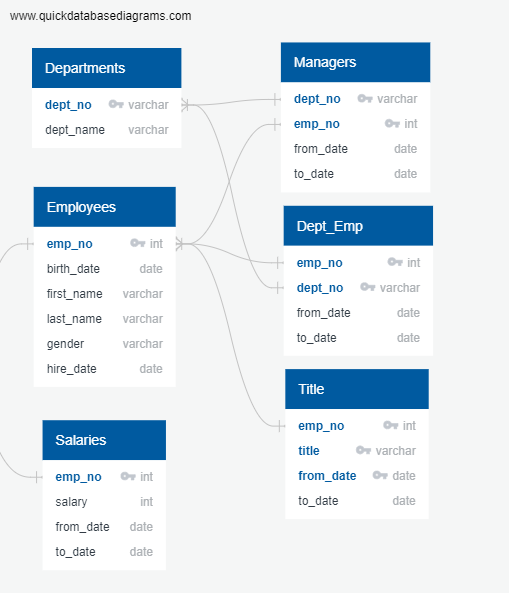 www.quickdatabasediagrams.com
Departments
dept_no varchar
dept_name varchar
Managers
dept_no varchar
emp_no int
from_date date
to_date date
Employees
emp_no int
birth_date date
first_name varchar
last_name varchar
gender varchar
hire_date date
Dept_Emp
emp_no int
dept_no varchar
from_date date
to_date date
Salaries
emp_no int
salary int
from_date date
to_date date
Title
emp_no int
title varchar
from_date date
to_date date